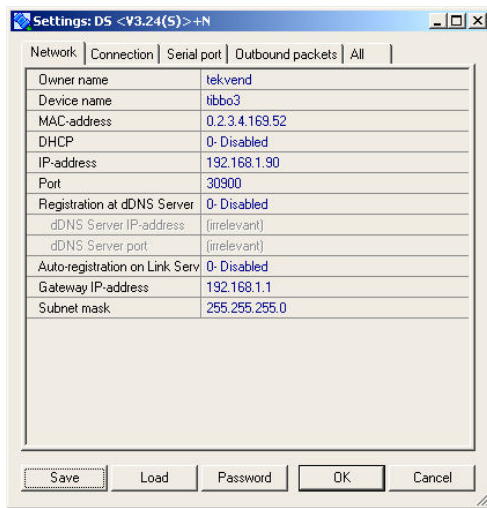 Settings: DS <V3.24(S)>+N
Network Connection Serial port Outbound packets All
Owner name tekvend
Device name tibbo3
MAC-address 0.2.3.4.169.52
DHCP 0- Disabled
IP-address 192.168.1.90
Port 30900
Registration at dDNS Server 0- Disabled
dDNS Server IP-address (irrelevant)
dDNS Server port (irrelevant)
Auto-registration on Link Serv 0- Disabled
Gateway IP-address 192.168.1.1
Subnet mask 255.255.255.0
Save Load Password OK Cancel